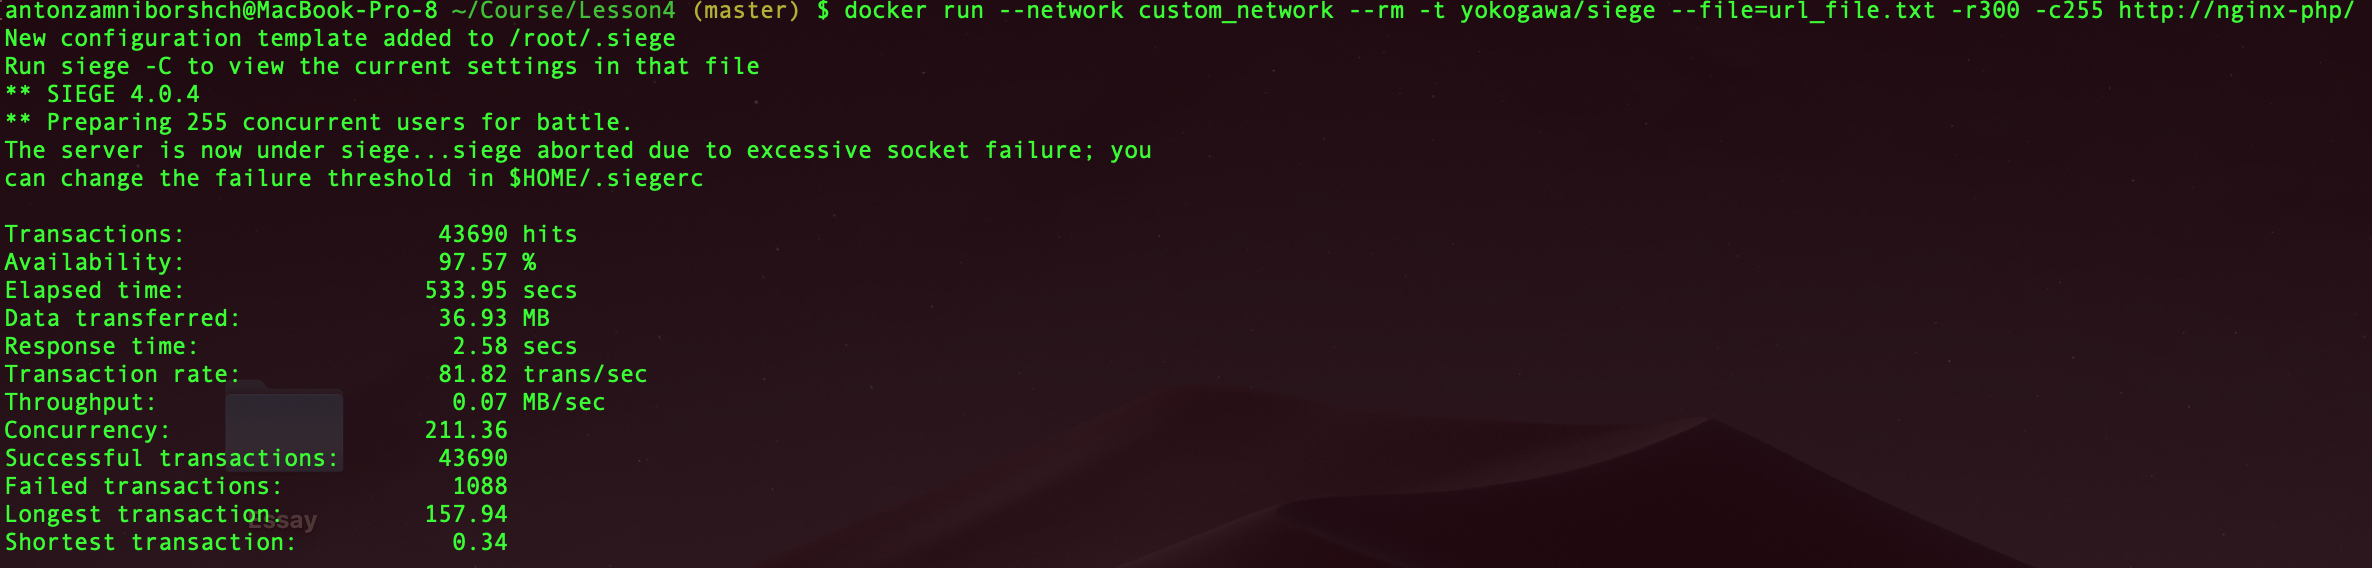 antonzamniborshch@MacBook-Pro-8 ~/Course/Lesson4 (master) $ docker run --network custom_network --rm -t yokogawa/siege --file=url_file.txt -r300 -c255 http://nginx-php/
New configuration template added to /root/.siege
Run siege -C to view the current settings in that file
** SIEGE 4.0.4
** Preparing 255 concurrent users for battle.
The server is now under siege...siege aborted due to excessive socket failure; you
can change the failure threshold in $HOME/.siegerc
Transactions: 43690 hits
Availability: 97.57 %
Elapsed time: 533.95 secs
Data transferred: 36.93 MB
Response time: 2.58 secs
Transaction rate: 81.82 trans/sec
Throughput: 0.07 MB/sec
Concurrency: 211.36
Successful transactions: 43690
Failed transactions: 1088
Longest transaction: 157.94
Essay
Shortest transaction: 0.34